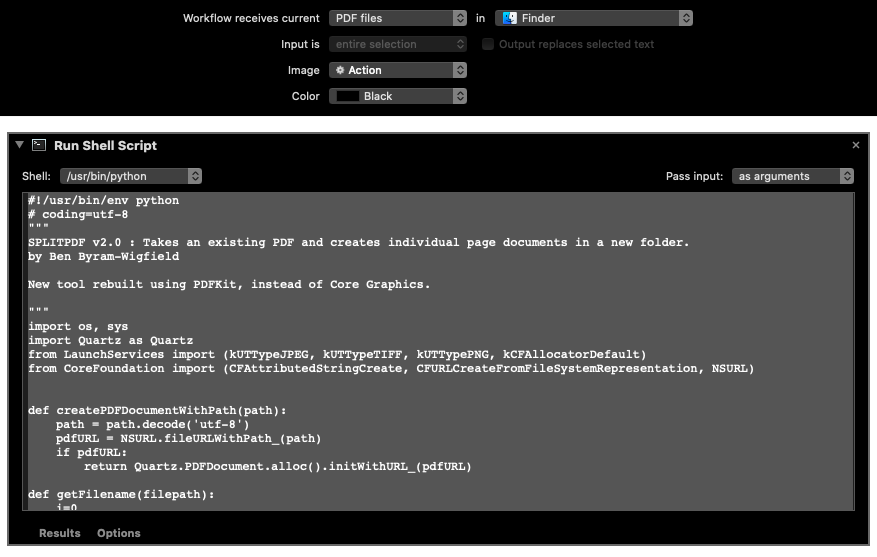 Workflow receives current PDF files in Finder
Input is entire selection Output replaces selected text
Image Action
Color Black
Run Shell Script
Shell: /usr/bin/python Pass input: as arguments
#!/usr/bin/env python
# coding=utf-8
"""
SPLITPDF v2.0 : Takes an existing PDF and creates individual page documents in a new folder.
by Ben Byram-Wigfield
New tool rebuilt using PDFKit, instead of Core Graphics.
"""
import os, sys
import Quartz as Quartz
from LaunchServices import (kUTTypeJPEG, kUTTypeTIFF, kUTTypePNG, kCFAllocatorDefault)
from CoreFoundation import (CFAttributedStringCreate, CFURLCreateFromFileSystemRepresentation, NSURL)
def createPDFDocumentWithPath(path):
    path = path.decode('utf-8')
    pdfURL = NSURL.fileURLWithPath_(path)
    if pdfURL:
        return Quartz.PDFDocument.alloc().initWithURL_(pdfURL)
def getFilename(filepath):
    i=0
Results Options